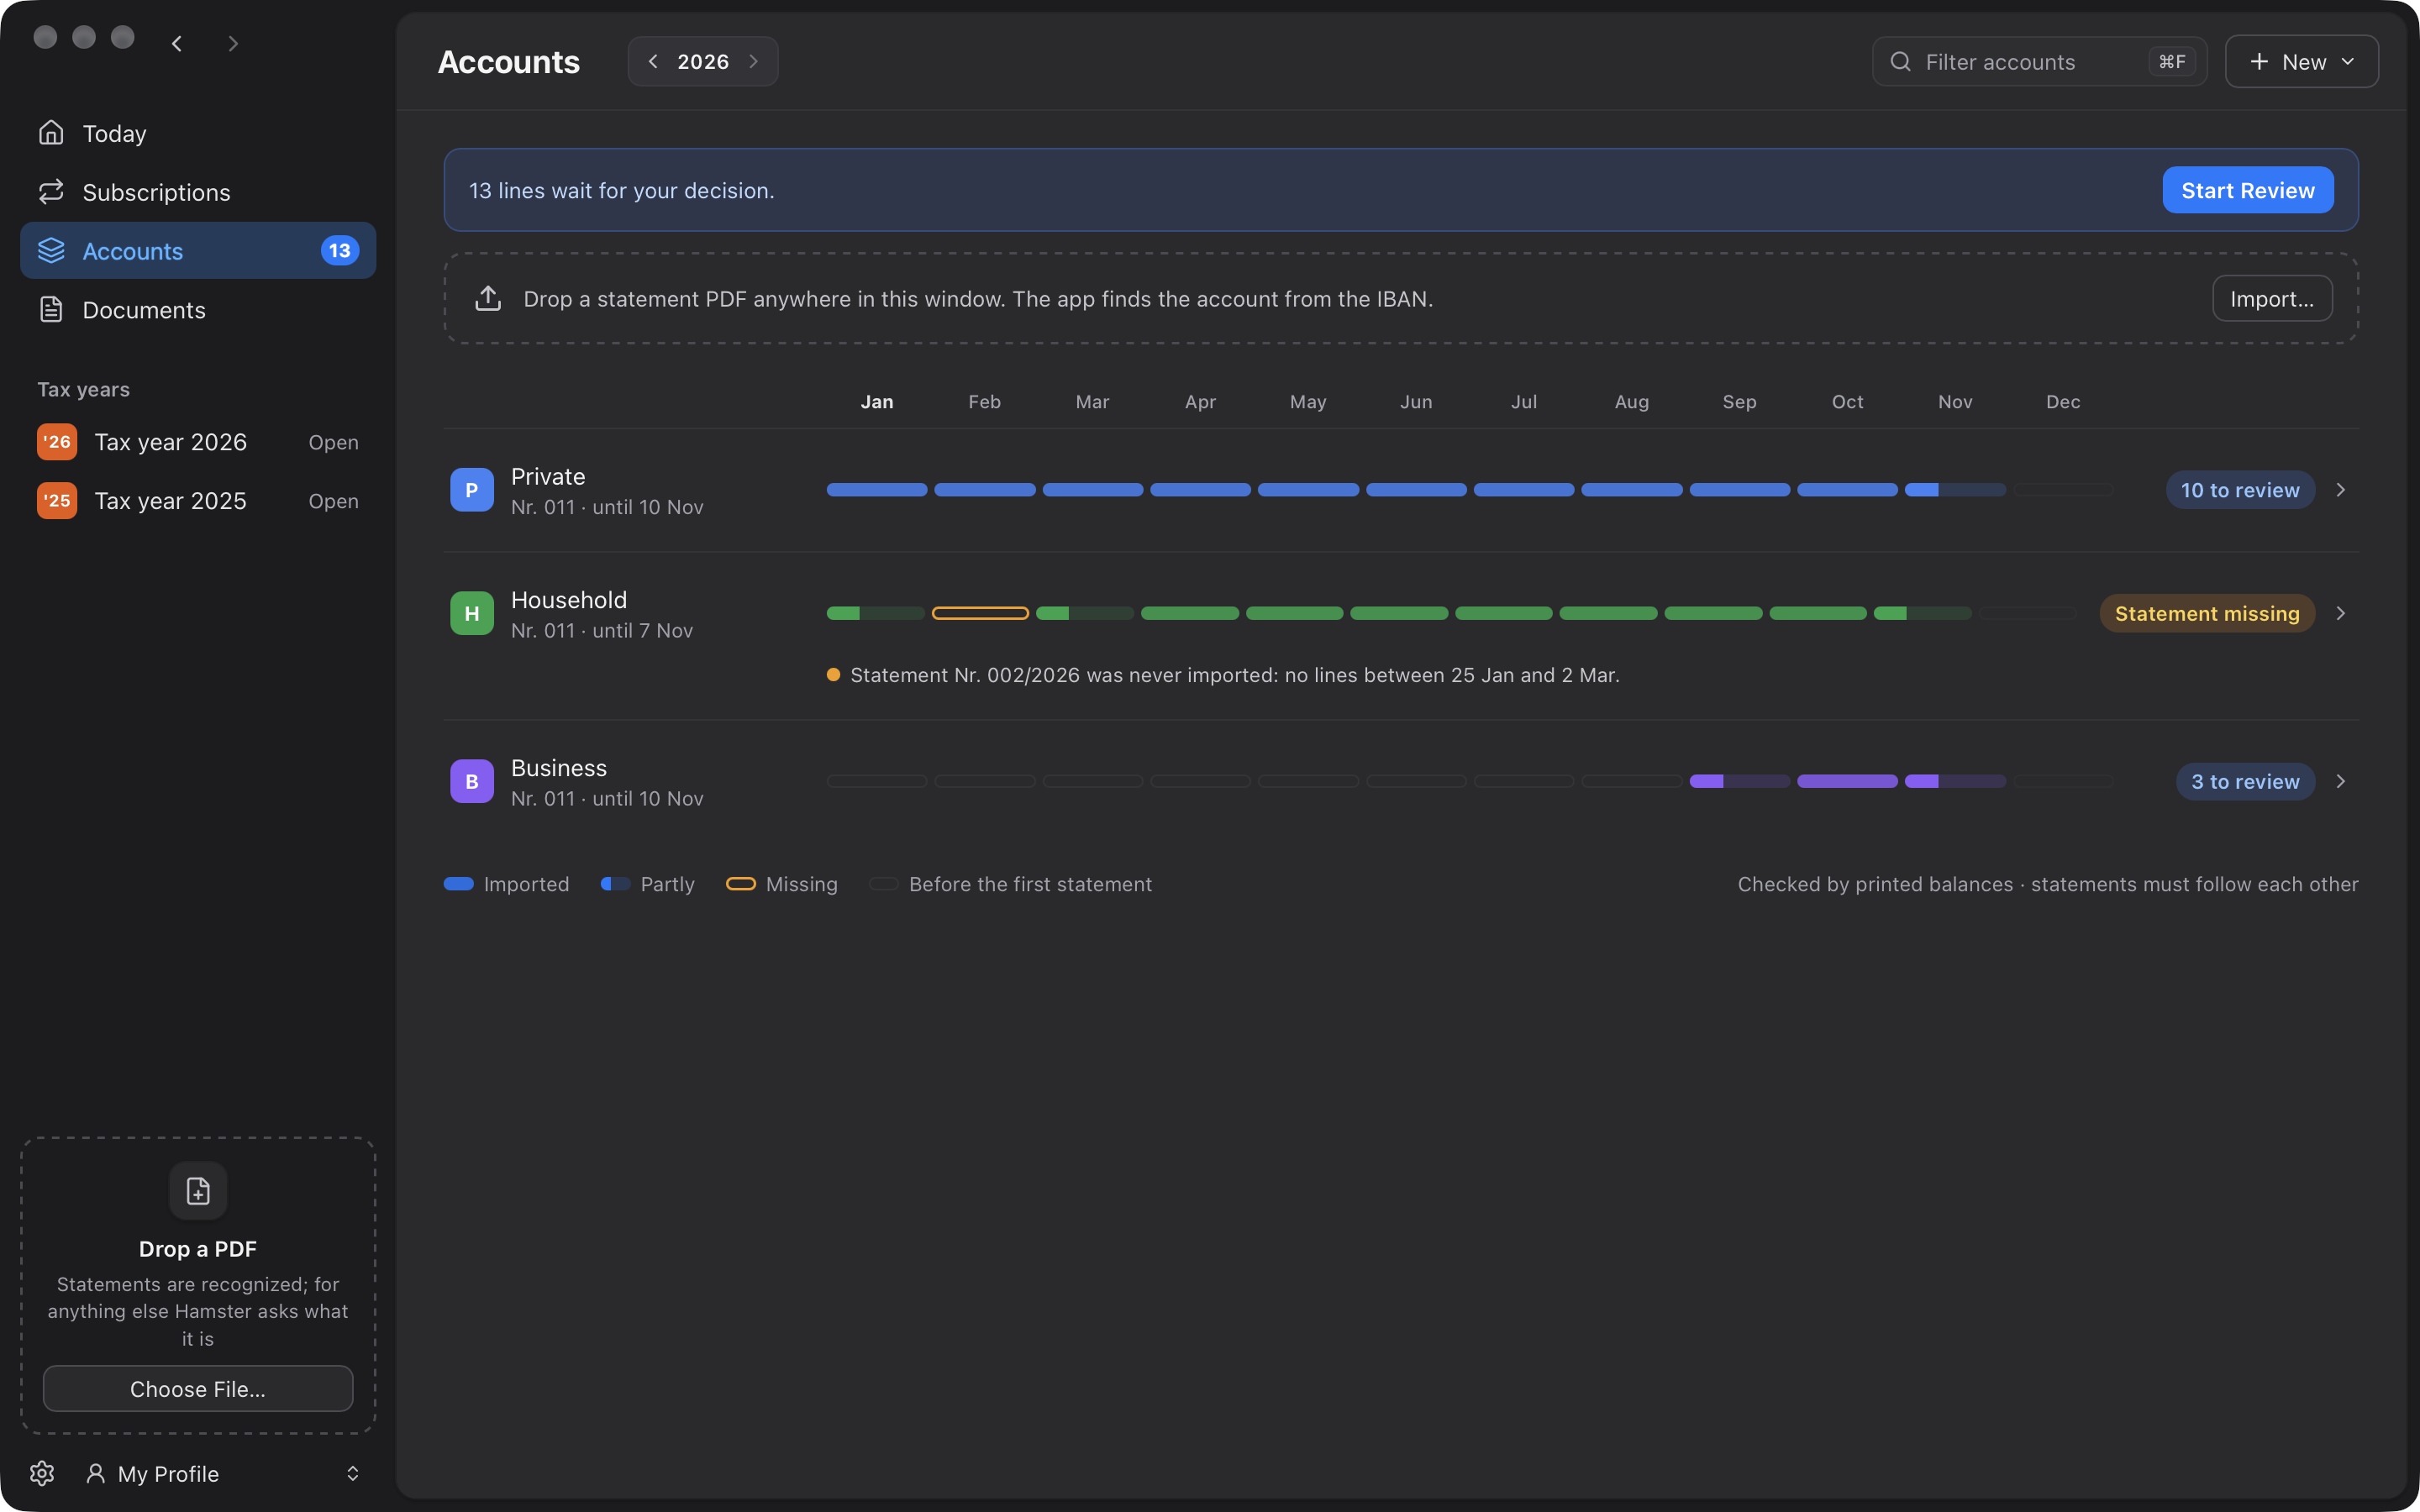 Today
Subscriptions
Accounts 13
Documents
Tax years
'26 Tax year 2026 Open
'25 Tax year 2025 Open
Drop a PDF
Statements are recognized; for
anything else Hamster asks what
it is
Choose File...
My Profile
Accounts 2026 Filter accounts ⌘F New
13 lines wait for your decision. Start Review
Drop a statement PDF anywhere in this window. The app finds the account from the IBAN. Import...
Jan Feb Mar Apr May Jun Jul Aug Sep Oct Nov Dec
P Private 10 to review
Nr. 011 · until 10 Nov
H Household Statement missing
Nr. 011 · until 7 Nov
Statement Nr. 002/2026 was never imported: no lines between 25 Jan and 2 Mar.
B Business 3 to review
Nr. 011 · until 10 Nov
Imported Partly Missing Before the first statement Checked by printed balances · statements must follow each other